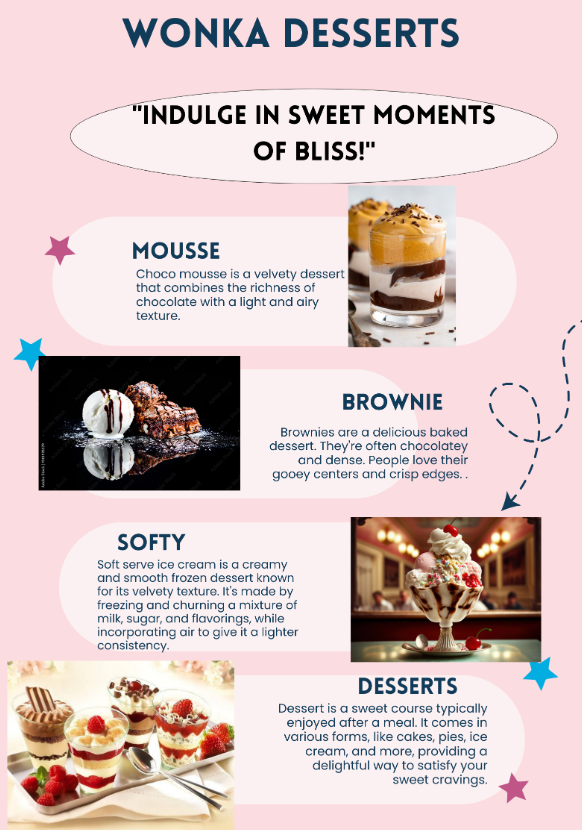 WONKA DESSERTS
"INDULGE IN SWEET MOMENTS
OF BLISS!"
MOUSSE
Choco mousse is a velvety dessert
that combines the richness of
chocolate with a light and airy
texture.
BROWNIE
Brownies are a delicious baked
dessert. They're often chocolatey
and dense. People love their
gooey centers and crisp edges. .
SOFTY
Soft serve ice cream is a creamy
and smooth frozen dessert known
for its velvety texture. It's made by
freezing and churning a mixture of
milk, sugar, and flavorings, while
incorporating air to give it a lighter
consistency.
DESSERTS
Dessert is a sweet course typically
enjoyed after a meal. It comes in
various forms, like cakes, pies, ice
cream, and more, providing a
delightful way to satisfy your
sweet cravings.